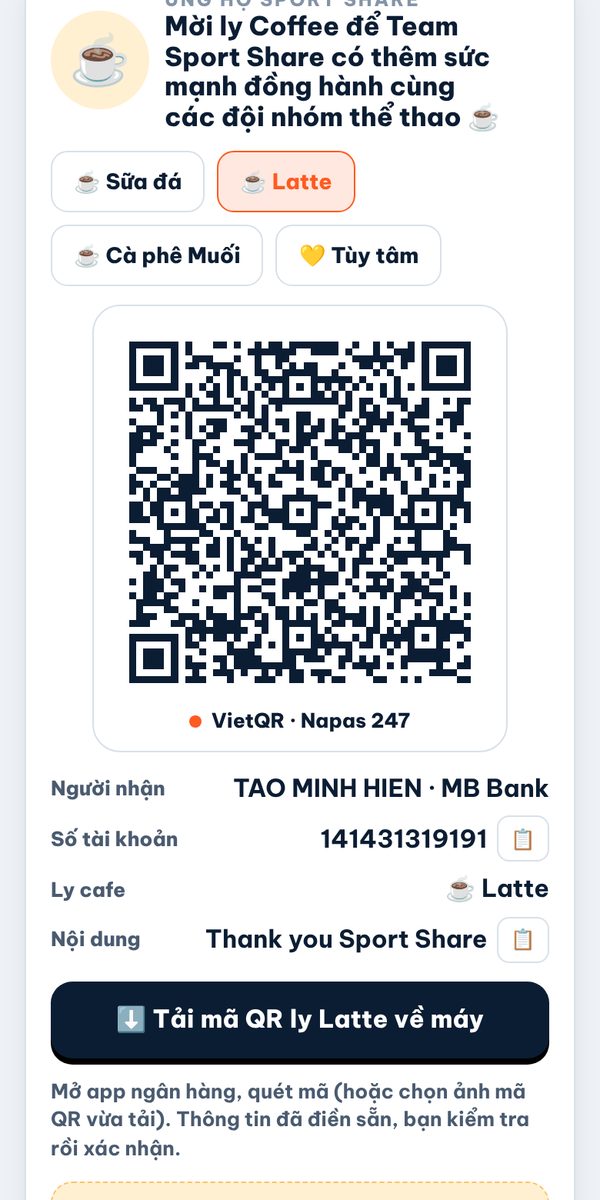 ỦNG HỘ SPORT SHARE
Mời ly Coffee để Team
Sport Share có thêm sức
mạnh đồng hành cùng
các đội nhóm thể thao ☕
☕ Sữa đá
☕ Latte
☕ Cà phê Muối
💛 Tùy tâm
VietQR · Napas 247
Người nhận TAO MINH HIEN · MB Bank
Số tài khoản 141431319191
Ly cafe ☕ Latte
Nội dung Thank you Sport Share
⬇️ Tải mã QR ly Latte về máy
Mở app ngân hàng, quét mã (hoặc chọn ảnh mã
QR vừa tải). Thông tin đã điền sẵn, bạn kiểm tra
rồi xác nhận.